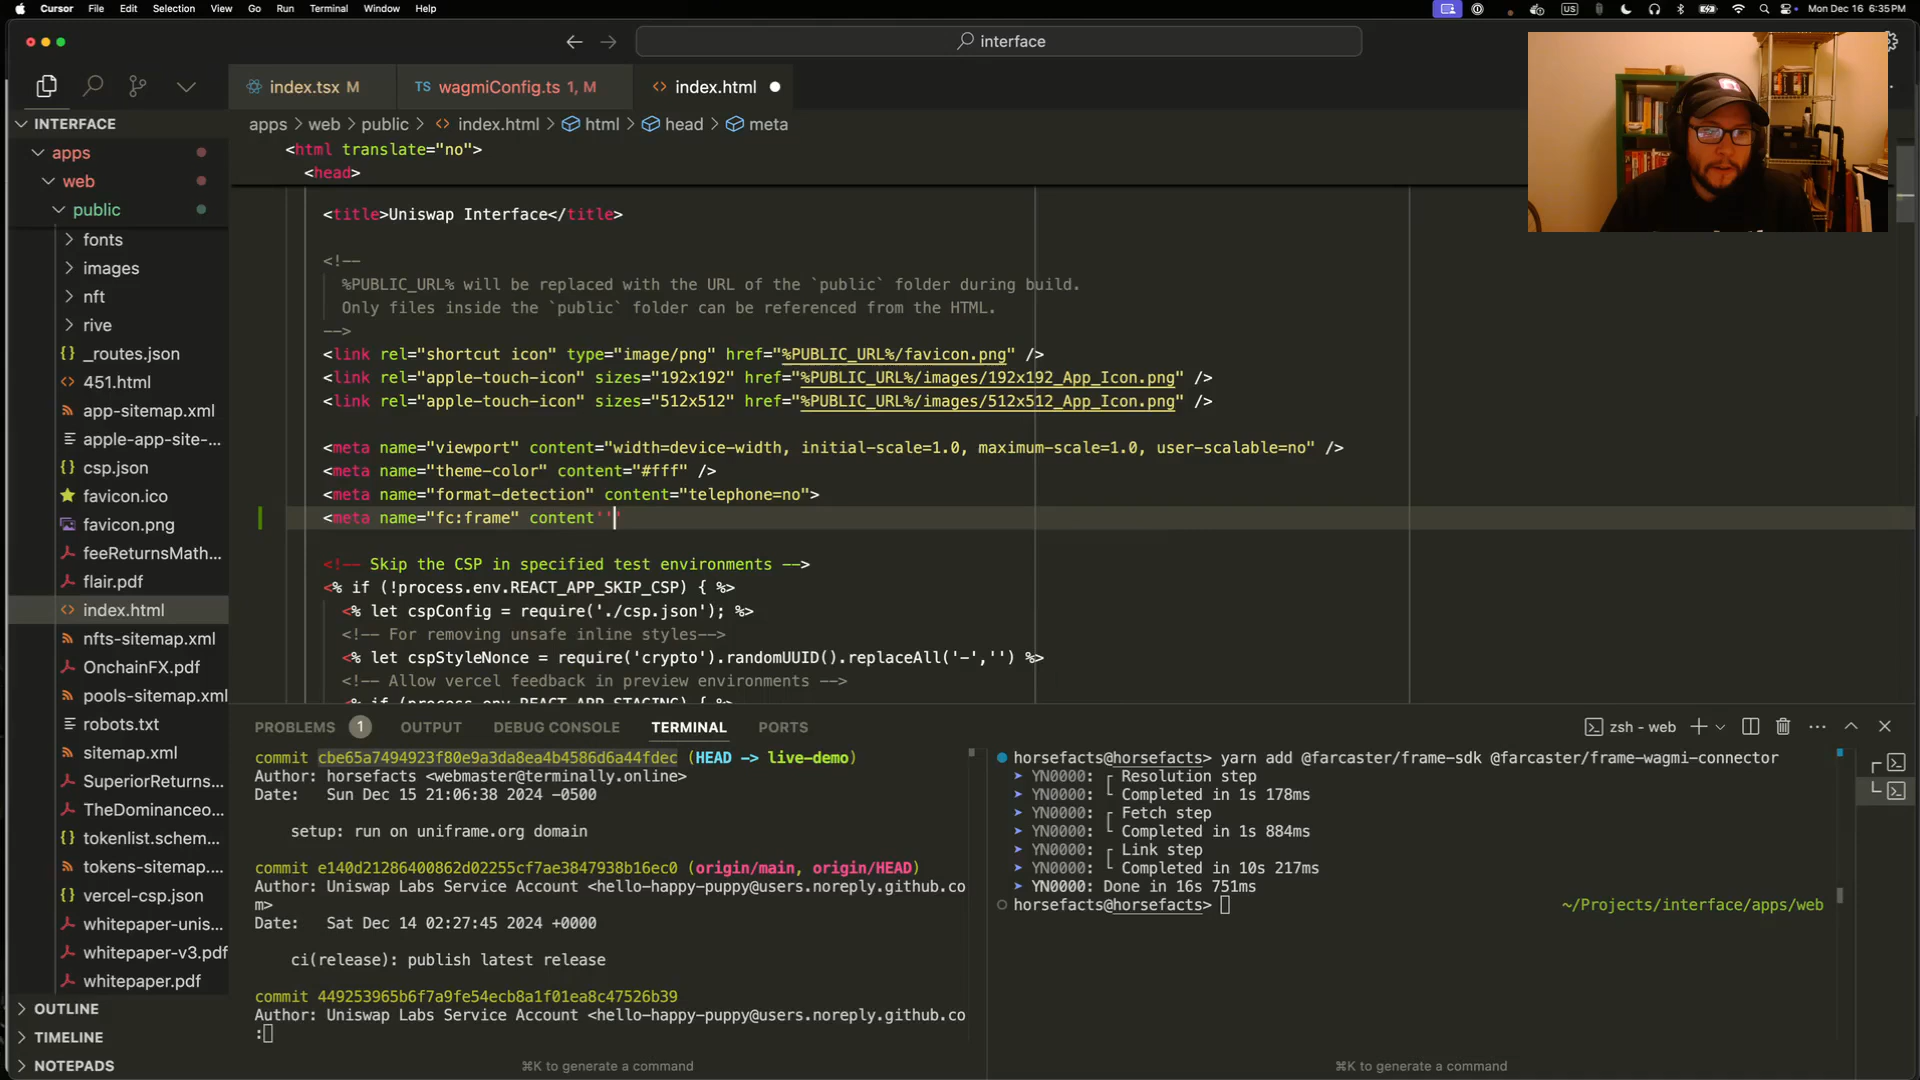 Cursor File Edit Selection View Go Run Terminal Window Help
US Mon Dec 16 6:35 PM
interface
index.tsx M
wagmiConfig.ts 1, M
index.html
INTERFACE
apps
web
public
fonts
images
nft
rive
_routes.json
451.html
app-sitemap.xml
apple-app-site-...
csp.json
favicon.ico
favicon.png
feeReturnsMath...
flair.pdf
index.html
nfts-sitemap.xml
OnchainFX.pdf
pools-sitemap.xml
robots.txt
sitemap.xml
SuperiorReturns...
TheDominanceo...
tokenlist.schem...
tokens-sitemap....
vercel-csp.json
whitepaper-unis...
whitepaper-v3.pdf
whitepaper.pdf
OUTLINE
TIMELINE
NOTEPADS
apps > web > public > index.html > html > head > meta
<html translate="no">
<head>
<title>Uniswap Interface</title>
<!--
%PUBLIC_URL% will be replaced with the URL of the `public` folder during build.
Only files inside the `public` folder can be referenced from the HTML.
-->
<link rel="shortcut icon" type="image/png" href="%PUBLIC_URL%/favicon.png" />
<link rel="apple-touch-icon" sizes="192x192" href="%PUBLIC_URL%/images/192x192_App_Icon.png" />
<link rel="apple-touch-icon" sizes="512x512" href="%PUBLIC_URL%/images/512x512_App_Icon.png" />
<meta name="viewport" content="width=device-width, initial-scale=1.0, maximum-scale=1.0, user-scalable=no" />
<meta name="theme-color" content="#fff" />
<meta name="format-detection" content="telephone=no">
<meta name="fc:frame" content'''
<!-- Skip the CSP in specified test environments -->
<% if (!process.env.REACT_APP_SKIP_CSP) { %>
<% let cspConfig = require('./csp.json'); %>
<!-- For removing unsafe inline styles-->
<% let cspStyleNonce = require('crypto').randomUUID().replaceAll('-','') %>
<!-- Allow vercel feedback in preview environments -->
<% if (process.env.REACT_APP_STAGING) { %>
PROBLEMS 1 OUTPUT DEBUG CONSOLE TERMINAL PORTS
zsh - web
commit cbe65a7494923f80e9a3da8ea4b4586d6a44fdec (HEAD -> live-demo)
Author: horsefacts <webmaster@terminally.online>
Date: Sun Dec 15 21:06:38 2024 -0500
setup: run on uniframe.org domain
commit e140d21286400862d02255cf7ae3847938b16ec0 (origin/main, origin/HEAD)
Author: Uniswap Labs Service Account <hello-happy-puppy@users.noreply.github.co
m>
Date: Sat Dec 14 02:27:45 2024 +0000
ci(release): publish latest release
commit 449253965b6f7a9fe54ecb8a1f01ea8c47526b39
Author: Uniswap Labs Service Account <hello-happy-puppy@users.noreply.github.co
:
⌘K to generate a command
horsefacts@horsefacts> yarn add @farcaster/frame-sdk @farcaster/frame-wagmi-connector
➤ YN0000: ┌ Resolution step
➤ YN0000: └ Completed in 1s 178ms
➤ YN0000: ┌ Fetch step
➤ YN0000: └ Completed in 1s 884ms
➤ YN0000: ┌ Link step
➤ YN0000: └ Completed in 10s 217ms
➤ YN0000: Done in 16s 751ms
horsefacts@horsefacts> ~/Projects/interface/apps/web
⌘K to generate a command